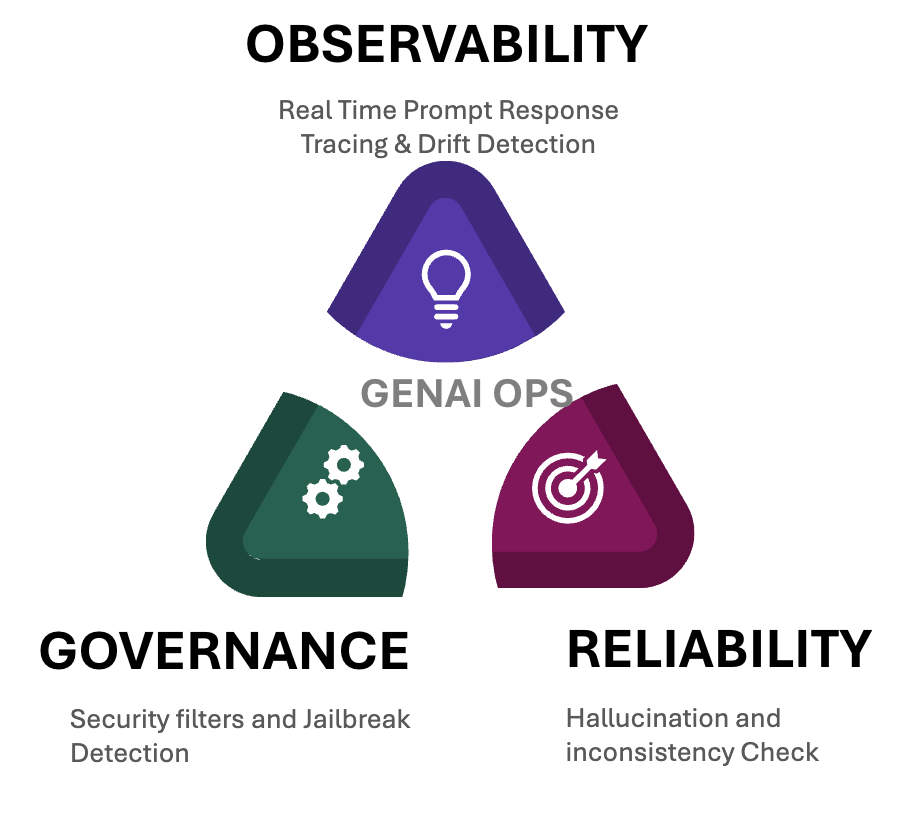 OBSERVABILITY
Real Time Prompt Response
Tracing & Drift Detection
GENAI OPS
GOVERNANCE
Security filters and Jailbreak
Detection
RELIABILITY
Hallucination and
inconsistency Check